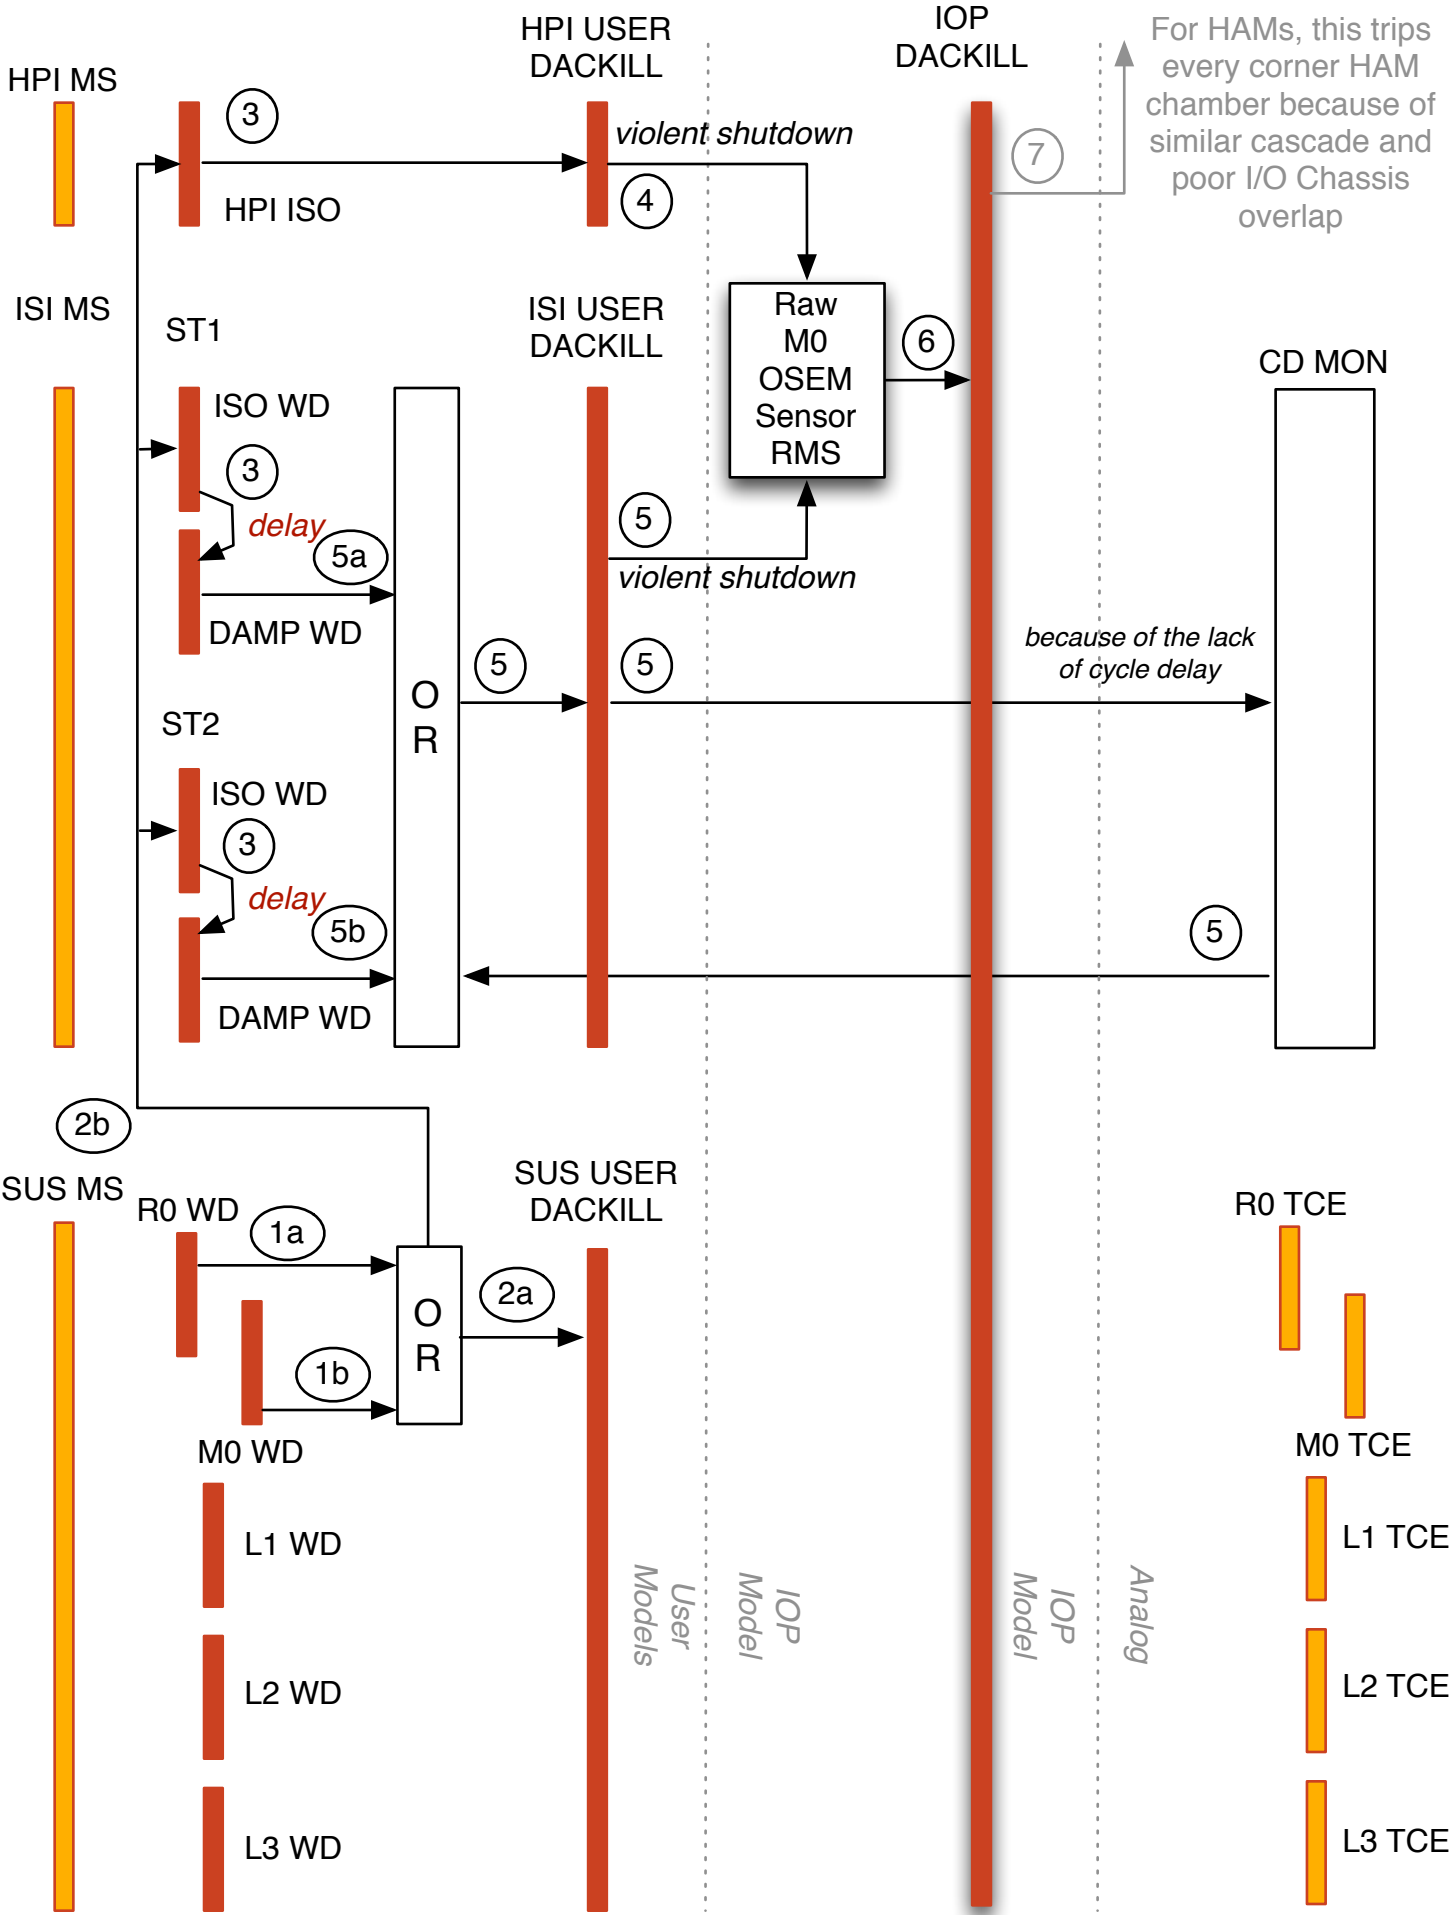 HPI USER
DACKILL
IOP
DACKILL
For HAMs, this trips
every corner HAM
chamber because of
similar cascade and
poor I/O Chassis
overlap
HPI MS
3
violent shutdown
7
4
HPI ISO
ISI MS
ST1
ISI USER
DACKILL
Raw
M0
OSEM
Sensor
RMS
6
CD MON
ISO WD
3
delay
5a
5
violent shutdown
DAMP WD
5
5
because of the lack
of cycle delay
O
R
ST2
ISO WD
3
delay
5b
5
DAMP WD
2b
SUS MS
R0 WD
1a
SUS USER
DACKILL
R0 TCE
O
R
2a
1b
M0 WD
M0 TCE
L1 WD
L1 TCE
User
Models
IOP
Model
IOP
Model
Analog
L2 WD
L2 TCE
L3 WD
L3 TCE